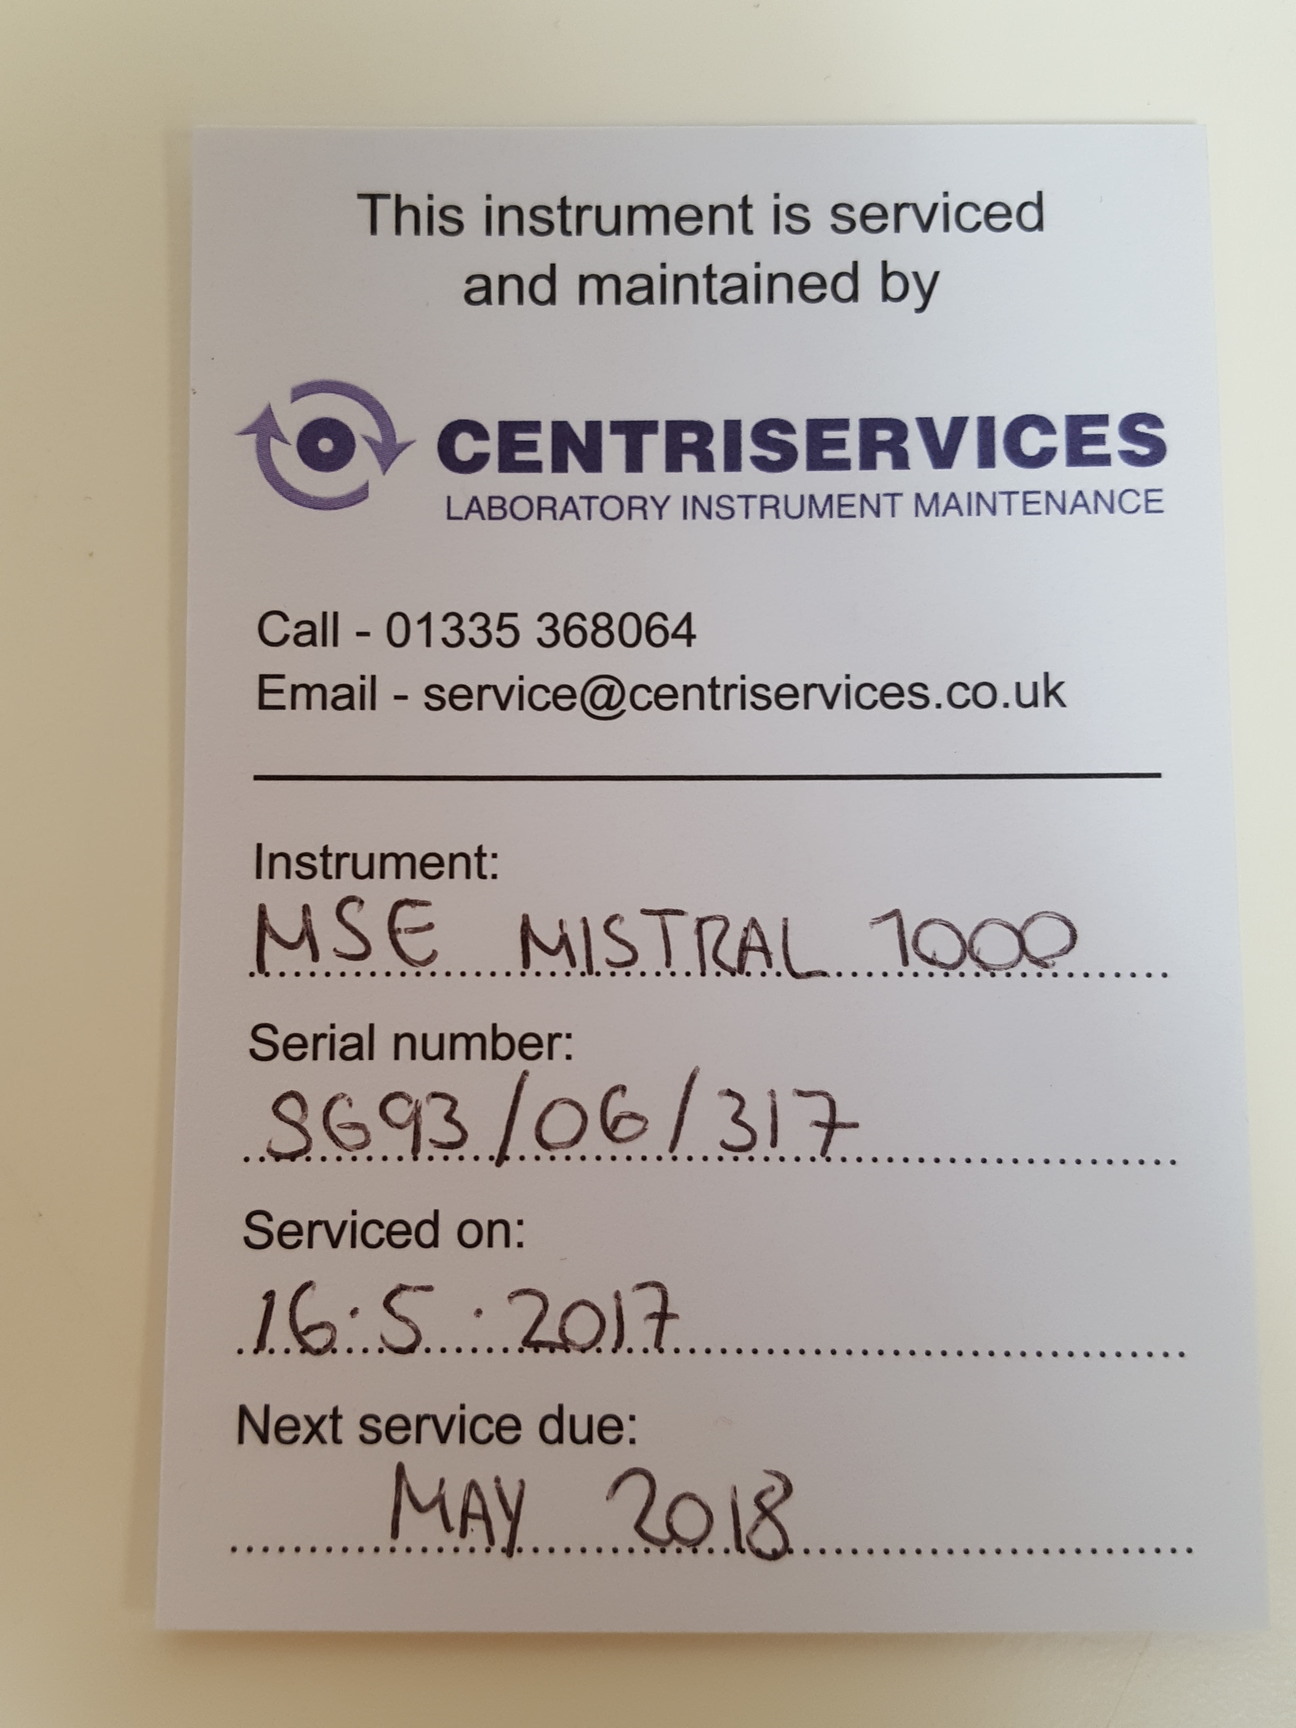 This instrument is serviced
and maintained by
CENTRISERVICES
LABORATORY INSTRUMENT MAINTENANCE
Call - 01335 368064
Email - service@centriservices.co.uk
Instrument:
MSE MISTRAL 1000
Serial number:
SG93/06/317
Serviced on:
16.5.2017
Next service due:
MAY 2018